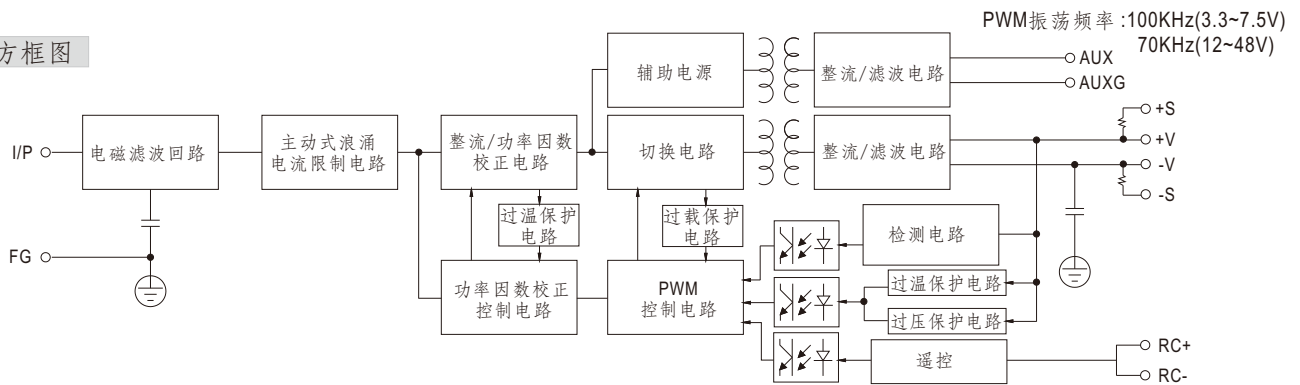 方框图
PWM振荡频率 :100KHz(3.3~7.5V)
70KHz(12~48V)
辅助电源
整流/滤波电路
AUX
AUXG
I/P
电磁滤波回路
主动式浪涌
电流限制电路
整流/功率因数
校正电路
切换电路
整流/滤波电路
+S
+V
-V
-S
过温保护
电路
过载保护
电路
检测电路
FG
功率因数校正
控制电路
PWM
控制电路
过温保护电路
过压保护电路
遥控
RC+
RC-